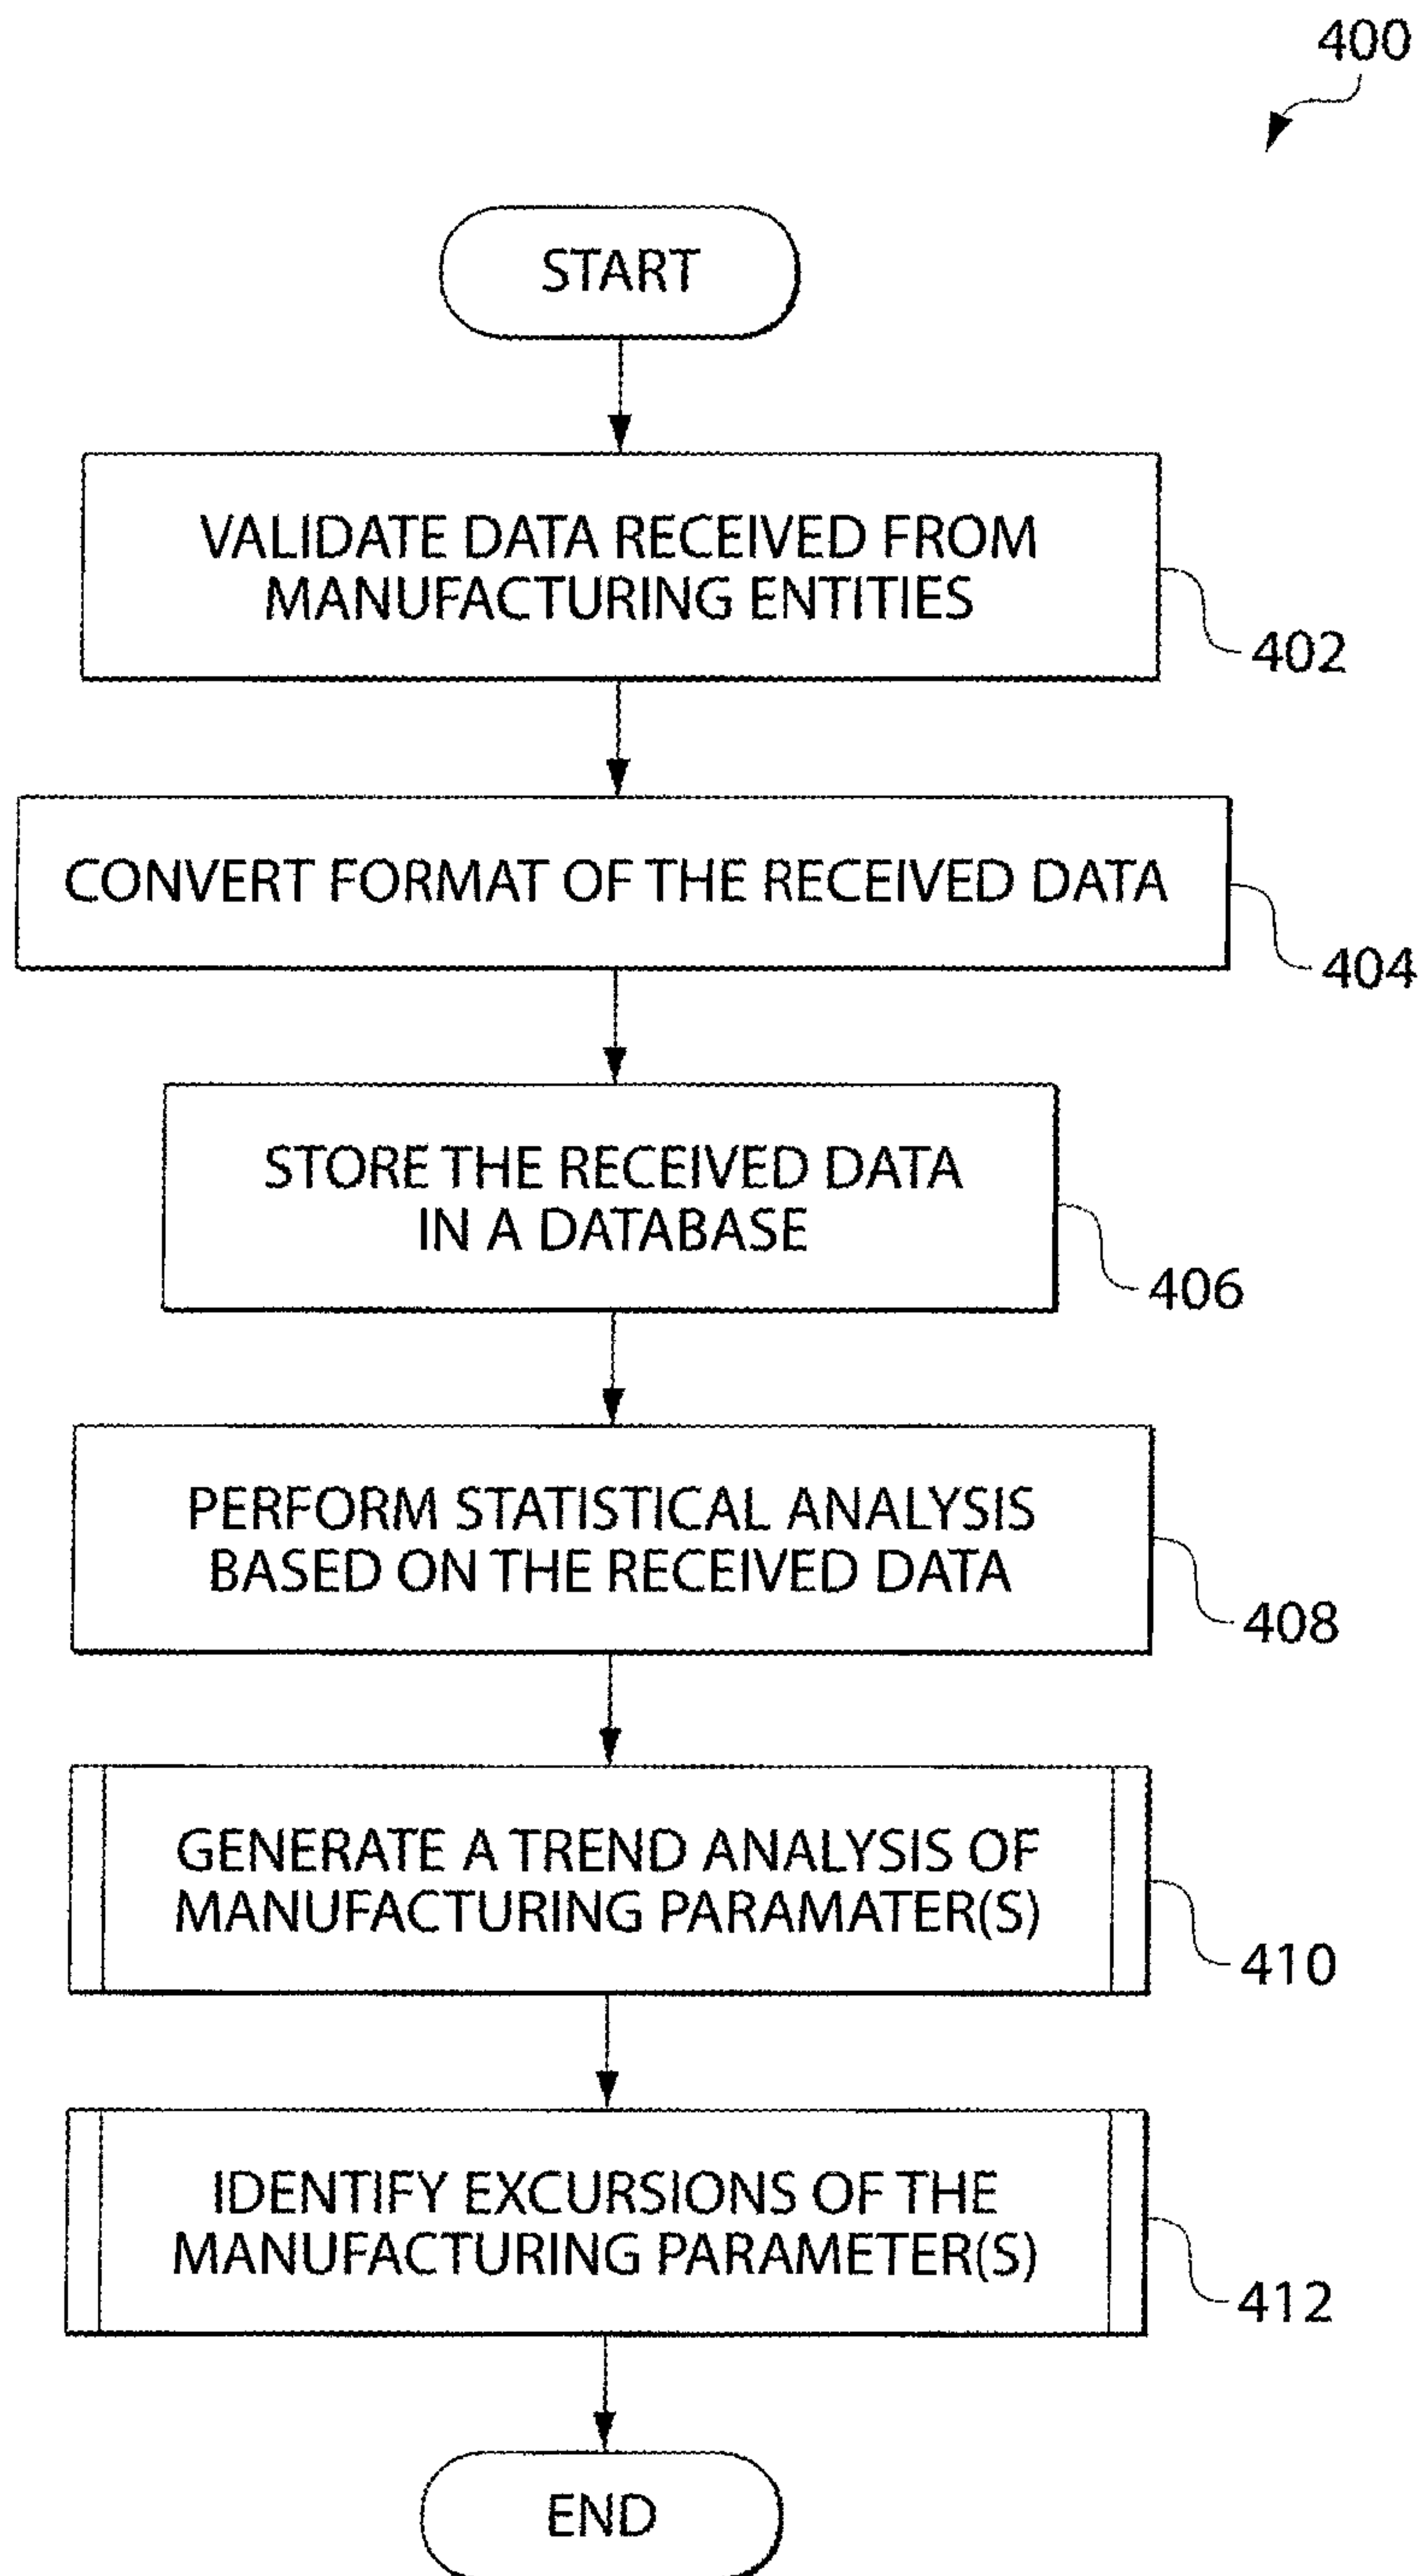 400
START
VALIDATE DATA RECEIVED FROM
MANUFACTURING ENTITIES
402
CONVERT FORMAT OF THE RECEIVED DATA
404
STORE THE RECEIVED DATA
IN A DATABASE
406
PERFORM STATISTICAL ANALYSIS
BASED ON THE RECEIVED DATA
408
GENERATE A TREND ANALYSIS OF
MANUFACTURING PARAMATER(S)
410
IDENTIFY EXCURSIONS OF THE
MANUFACTURING PARAMETER(S)
412
END